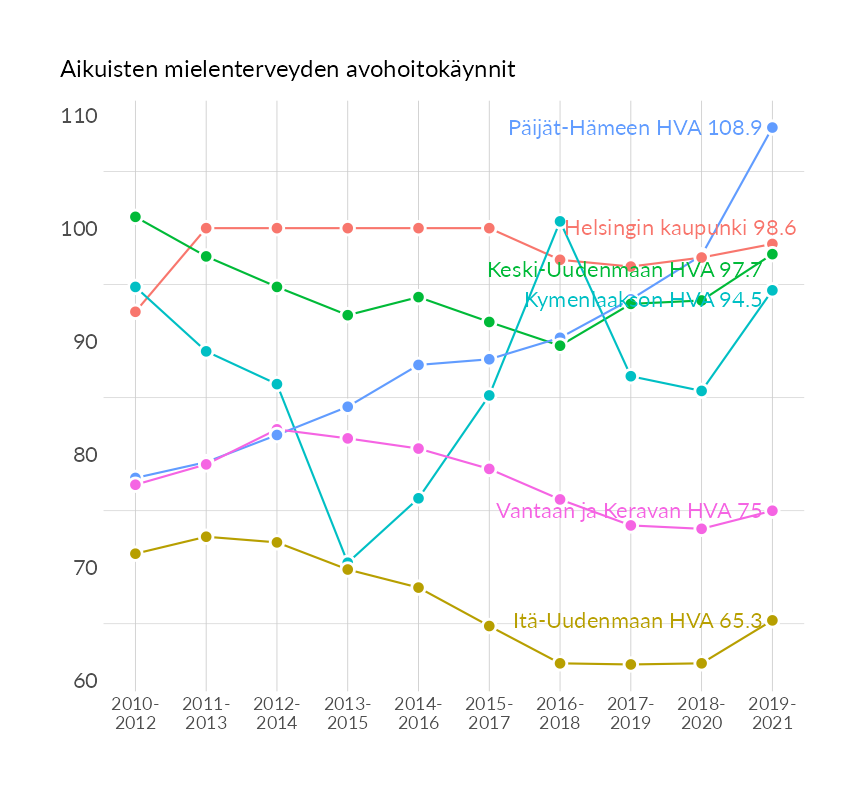 Aikuisten mielenterveyden avohoitokäynnit
110
Päijät-Hämeen HVA 108.9
100
Helsingin kaupunki 98.6
Keski-Uudenmaan HVA 97.7
Kymenlaakson HVA 94.5
90
80
Vantaan ja Keravan HVA 75
70
Itä-Uudenmaan HVA 65.3
60
2010- 2011- 2012- 2013- 2014- 2015- 2016- 2017- 2018- 2019-
2012 2013 2014 2015 2016 2017 2018 2019 2020 2021